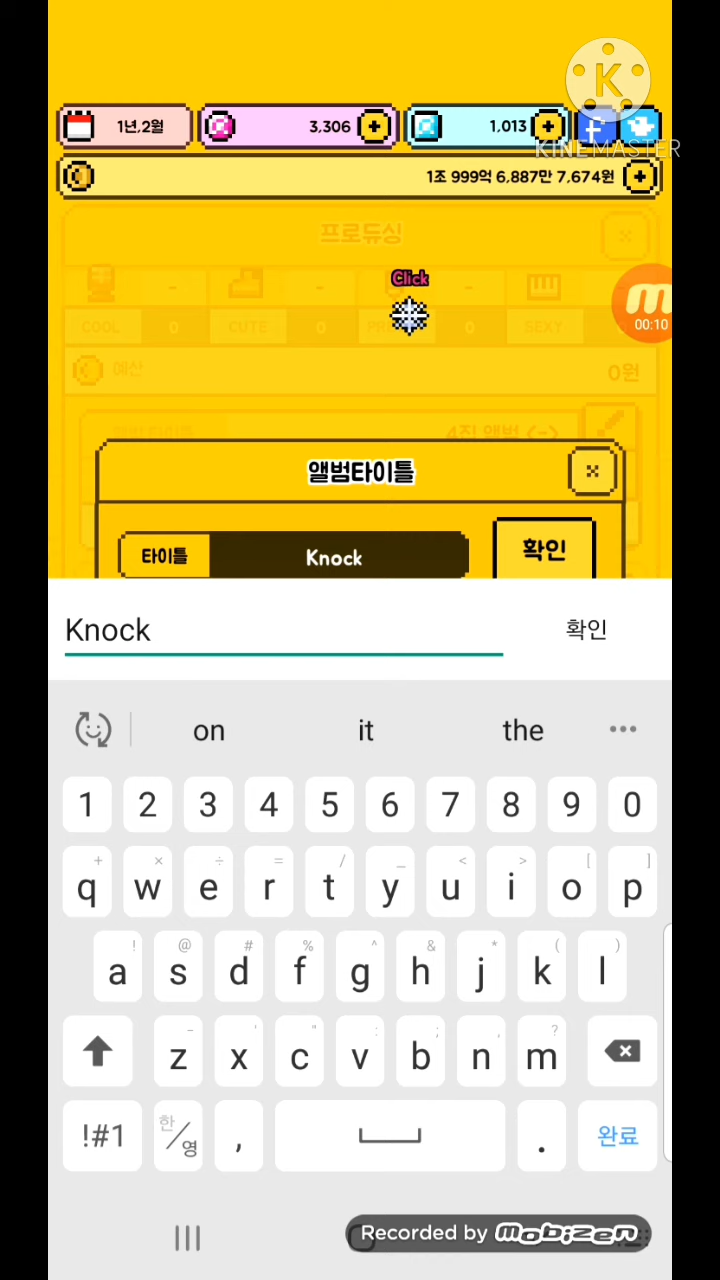 K
KINEMASTER
1년,2월
3,306
1,013
f
1조 999억 6,887만 7,674원
프로듀싱
Click
00:10
COOL 0 CUTE 0 0 SEXY
예산 0원
4집 앨범 <->
앨범타이틀
타이틀 Knock 확인
Knock 확인
on it the
1 2 3 4 5 6 7 8 9 0
+ × ÷ = / _ < > [ ]
q w e r t y u i o p
! @ # % ^ & * ( )
a s d f g h j k l
- ' " : ; , ?
z x c v b n m
!#1 한/영 , . 완료
Recorded by mobizen